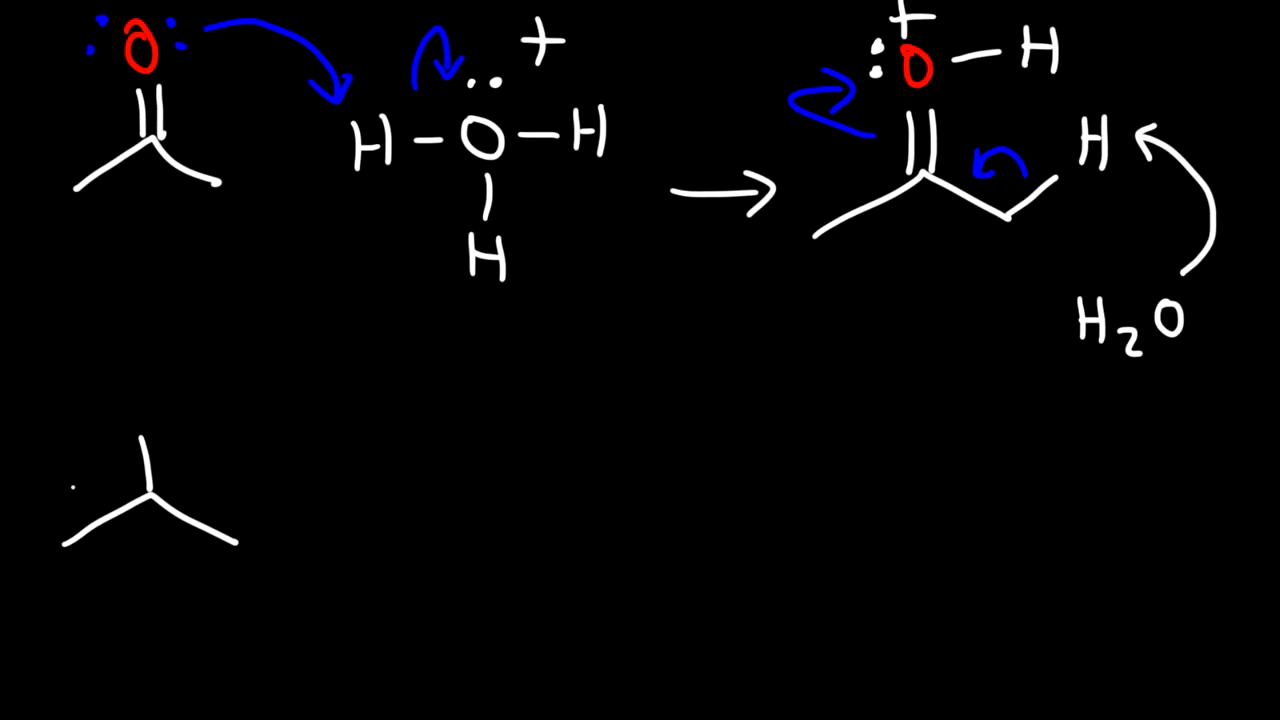 :O: +
H - O - H
H
+
:O - H
H
H2O